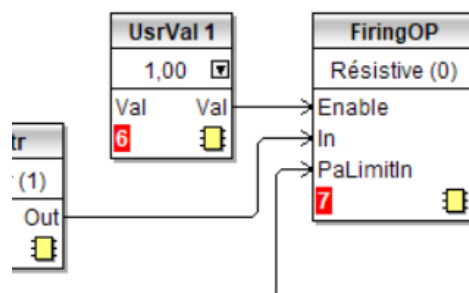 UsrVal 1
1,00
Val Val
6
FiringOP
Résistive (0)
Enable
In
PaLimitIn
7
tr
(1)
Out